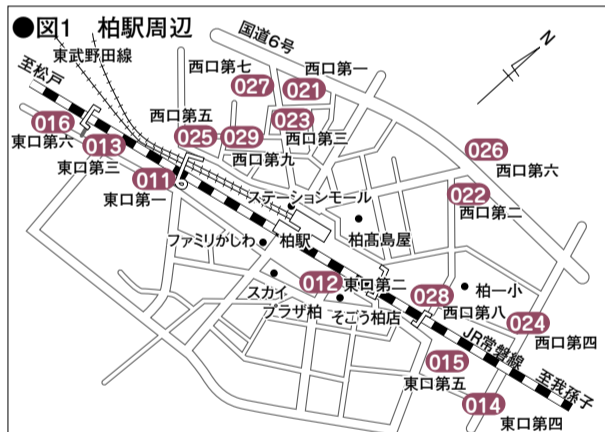 ●図1 柏駅周辺
国道6号
N
東武野田線
至松戸
西口第七
027
西口第一
021
023
西口第三
西口第五
025
029
西口第九
016
東口第六
013
東口第三
011
東口第一
026
西口第六
022
西口第二
ステーションモール
柏髙島屋
ファミリかしわ
柏駅
スカイプラザ柏
012
東口第二
そごう柏店
028
西口第八
柏一小
024
西口第四
JR常磐線
015
東口第五
至我孫子
014
東口第四